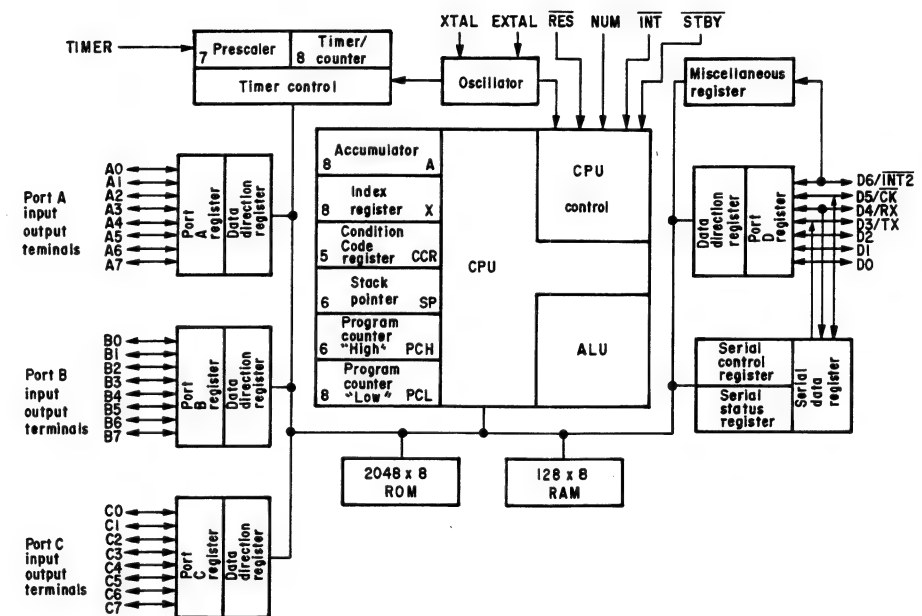 XTAL EXTAL R̅E̅S̅ NUM I̅N̅T̅ S̅T̅B̅Y̅
TIMER
7 Prescaler
8 Timer/
counter
Timer control
Oscillator
Miscellaneous
register
8 Accumulator A
8 Index
register X
5 Condition
Code
register CCR
6 Stack
pointer SP
6 Program
counter
"High" PCH
8 Program
counter
"Low" PCL
CPU
CPU
control
ALU
Port A
input
output
teminals
A0
A1
A2
A3
A4
A5
A6
A7
Port
A
register
Data
direction
register
Port B
input
output
terminals
B0
B1
B2
B3
B4
B5
B6
B7
Port
B
register
Data
direction
register
Port C
input
output
terminals
C0
C1
C2
C3
C4
C5
C6
C7
Port
C
register
Data
direction
register
Data
direction
register
Port
D
register
D6/I̅N̅T̅2̅
D5/C̅K̅
D4/RX
D3/TX
D2
D1
D0
Serial
control
register
Serial
status
register
Serial
data
register
2048 x 8
ROM
128 x 8
RAM